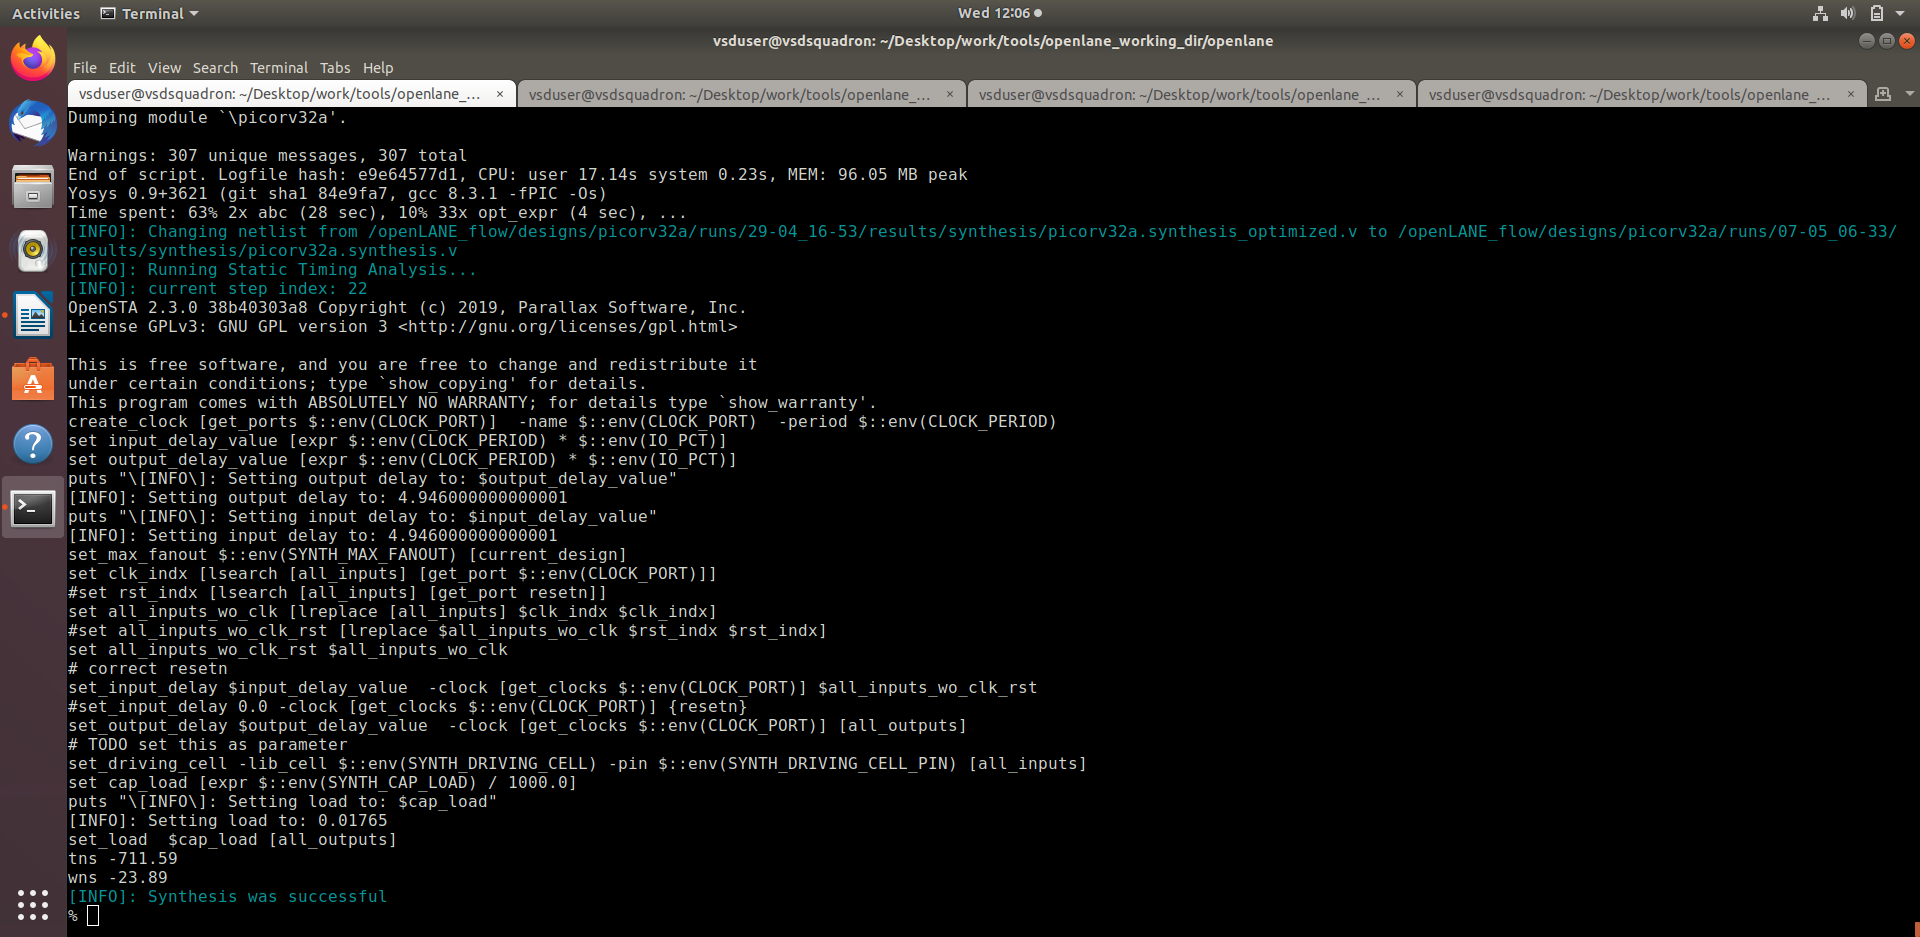 Activities Terminal Wed 12:06
vsduser@vsdsquadron: ~/Desktop/work/tools/openlane_working_dir/openlane
File Edit View Search Terminal Tabs Help
vsduser@vsdsquadron: ~/Desktop/work/tools/openlane_... × vsduser@vsdsquadron: ~/Desktop/work/tools/openlane_... × vsduser@vsdsquadron: ~/Desktop/work/tools/openlane_... × vsduser@vsdsquadron: ~/Desktop/work/tools/openlane_... ×
Dumping module `\picorv32a'.
Warnings: 307 unique messages, 307 total
End of script. Logfile hash: e9e64577d1, CPU: user 17.14s system 0.23s, MEM: 96.05 MB peak
Yosys 0.9+3621 (git sha1 84e9fa7, gcc 8.3.1 -fPIC -Os)
Time spent: 63% 2x abc (28 sec), 10% 33x opt_expr (4 sec), ...
[INFO]: Changing netlist from /openLANE_flow/designs/picorv32a/runs/29-04_16-53/results/synthesis/picorv32a.synthesis_optimized.v to /openLANE_flow/designs/picorv32a/runs/07-05_06-33/
results/synthesis/picorv32a.synthesis.v
[INFO]: Running Static Timing Analysis...
[INFO]: current step index: 22
OpenSTA 2.3.0 38b40303a8 Copyright (c) 2019, Parallax Software, Inc.
License GPLv3: GNU GPL version 3 <http://gnu.org/licenses/gpl.html>
This is free software, and you are free to change and redistribute it
under certain conditions; type `show_copying' for details.
This program comes with ABSOLUTELY NO WARRANTY; for details type `show_warranty'.
create_clock [get_ports $::env(CLOCK_PORT)]  -name $::env(CLOCK_PORT)  -period $::env(CLOCK_PERIOD)
set input_delay_value [expr $::env(CLOCK_PERIOD) * $::env(IO_PCT)]
set output_delay_value [expr $::env(CLOCK_PERIOD) * $::env(IO_PCT)]
puts "\[INFO\]: Setting output delay to: $output_delay_value"
[INFO]: Setting output delay to: 4.946000000000001
puts "\[INFO\]: Setting input delay to: $input_delay_value"
[INFO]: Setting input delay to: 4.946000000000001
set_max_fanout $::env(SYNTH_MAX_FANOUT) [current_design]
set clk_indx [lsearch [all_inputs] [get_port $::env(CLOCK_PORT)]]
#set rst_indx [lsearch [all_inputs] [get_port resetn]]
set all_inputs_wo_clk [lreplace [all_inputs] $clk_indx $clk_indx]
#set all_inputs_wo_clk_rst [lreplace $all_inputs_wo_clk $rst_indx $rst_indx]
set all_inputs_wo_clk_rst $all_inputs_wo_clk
# correct resetn
set_input_delay $input_delay_value  -clock [get_clocks $::env(CLOCK_PORT)] $all_inputs_wo_clk_rst
#set_input_delay 0.0 -clock [get_clocks $::env(CLOCK_PORT)] {resetn}
set_output_delay $output_delay_value  -clock [get_clocks $::env(CLOCK_PORT)] [all_outputs]
# TODO set this as parameter
set_driving_cell -lib_cell $::env(SYNTH_DRIVING_CELL) -pin $::env(SYNTH_DRIVING_CELL_PIN) [all_inputs]
set cap_load [expr $::env(SYNTH_CAP_LOAD) / 1000.0]
puts "\[INFO\]: Setting load to: $cap_load"
[INFO]: Setting load to: 0.01765
set_load  $cap_load [all_outputs]
tns -711.59
wns -23.89
[INFO]: Synthesis was successful
%